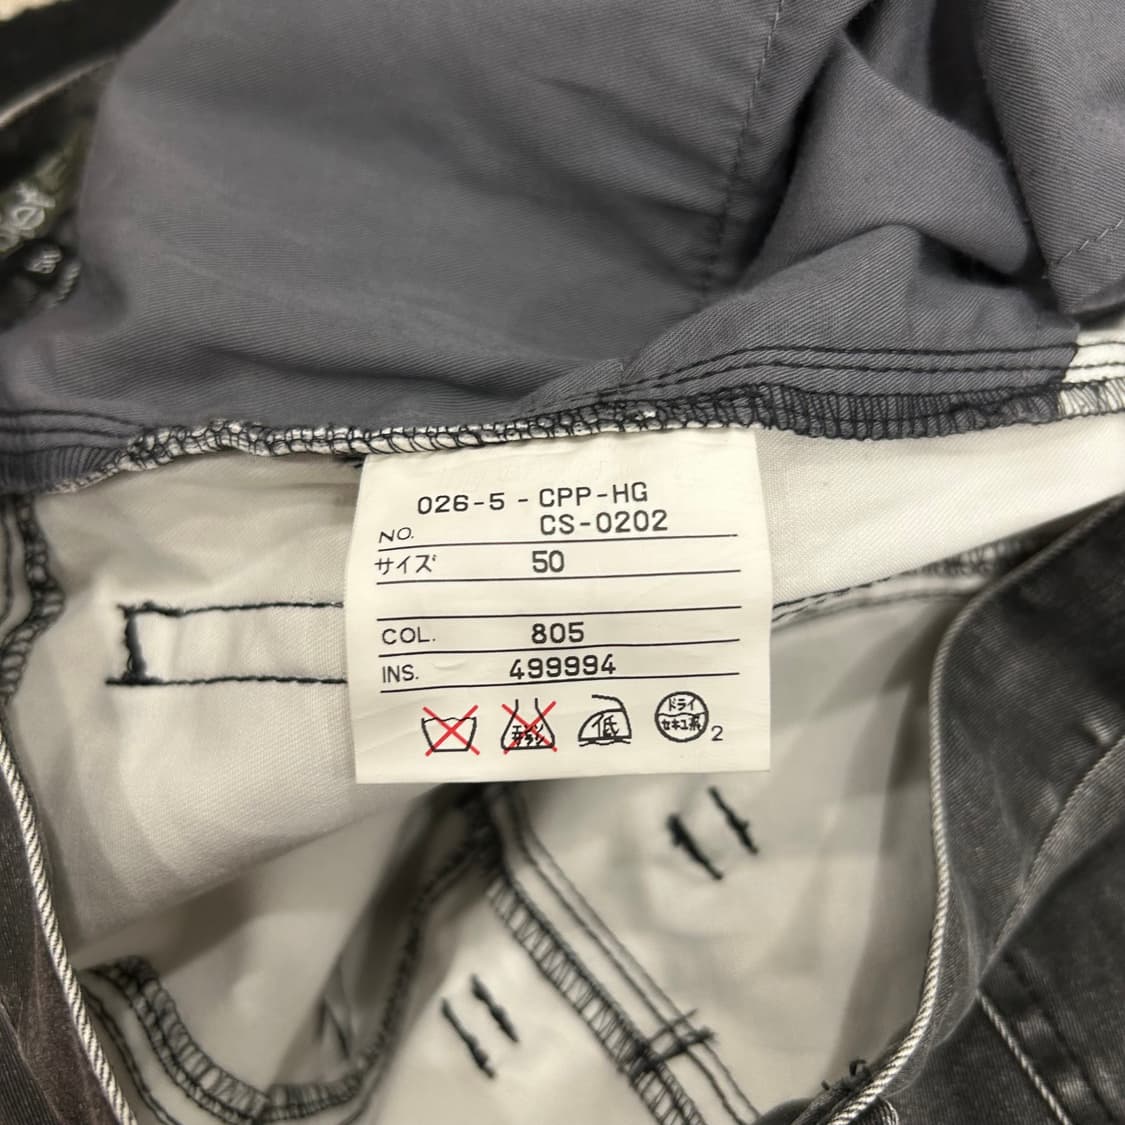 026-5 - CPP-HG
NO. CS-0202
サイズ 50
COL. 805
INS. 499994
低
ドライ
セキユ系
2